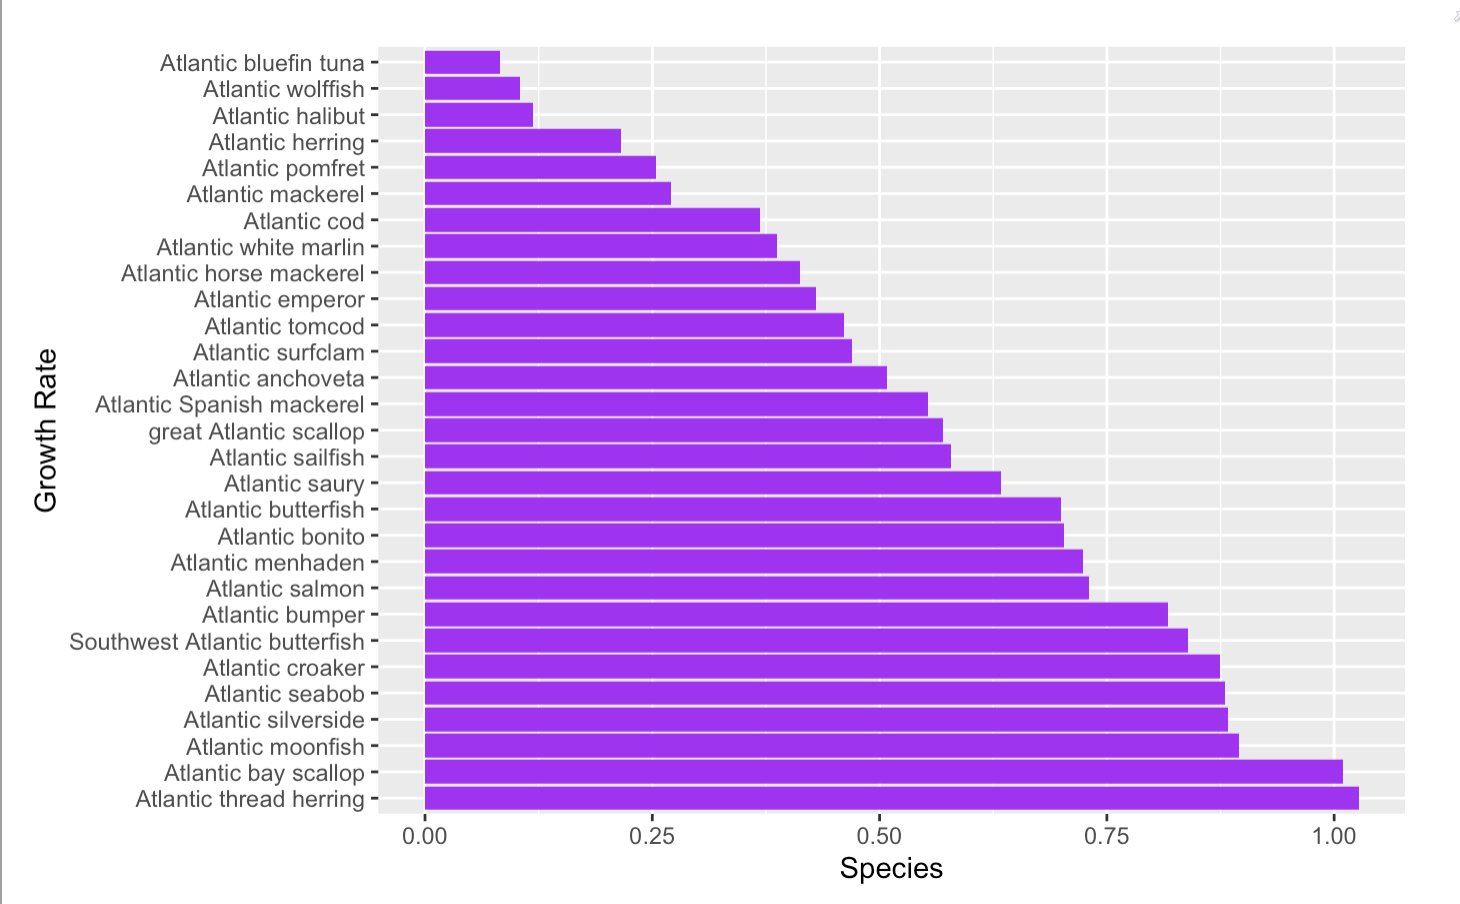 Atlantic bluefin tuna
Atlantic wolffish
Atlantic halibut
Atlantic herring
Atlantic pomfret
Atlantic mackerel
Atlantic cod
Atlantic white marlin
Atlantic horse mackerel
Atlantic emperor
Atlantic tomcod
Atlantic surfclam
Atlantic anchoveta
Atlantic Spanish mackerel
great Atlantic scallop
Atlantic sailfish
Atlantic saury
Atlantic butterfish
Atlantic bonito
Atlantic menhaden
Atlantic salmon
Atlantic bumper
Southwest Atlantic butterfish
Atlantic croaker
Atlantic seabob
Atlantic silverside
Atlantic moonfish
Atlantic bay scallop
Atlantic thread herring
Growth Rate
0.00 0.25 0.50 0.75 1.00
Species